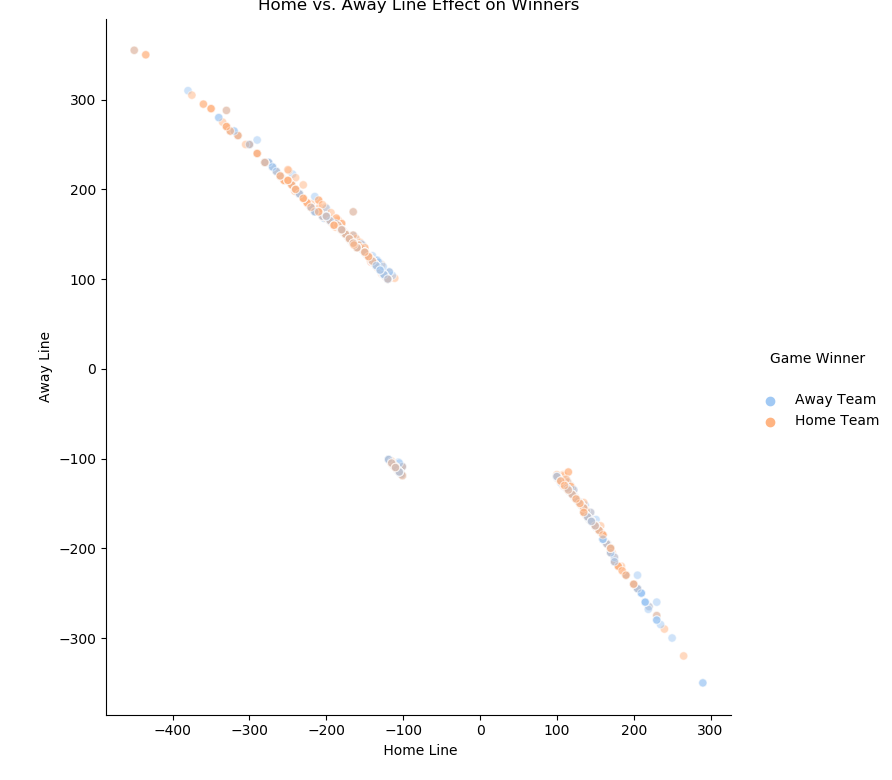 Home vs. Away Line Effect on Winners
300
200
100
0
−100
−200
−300
Away Line
−400
−300
−200
−100
0
100
200
300
Home Line
Game Winner
Away Team
Home Team